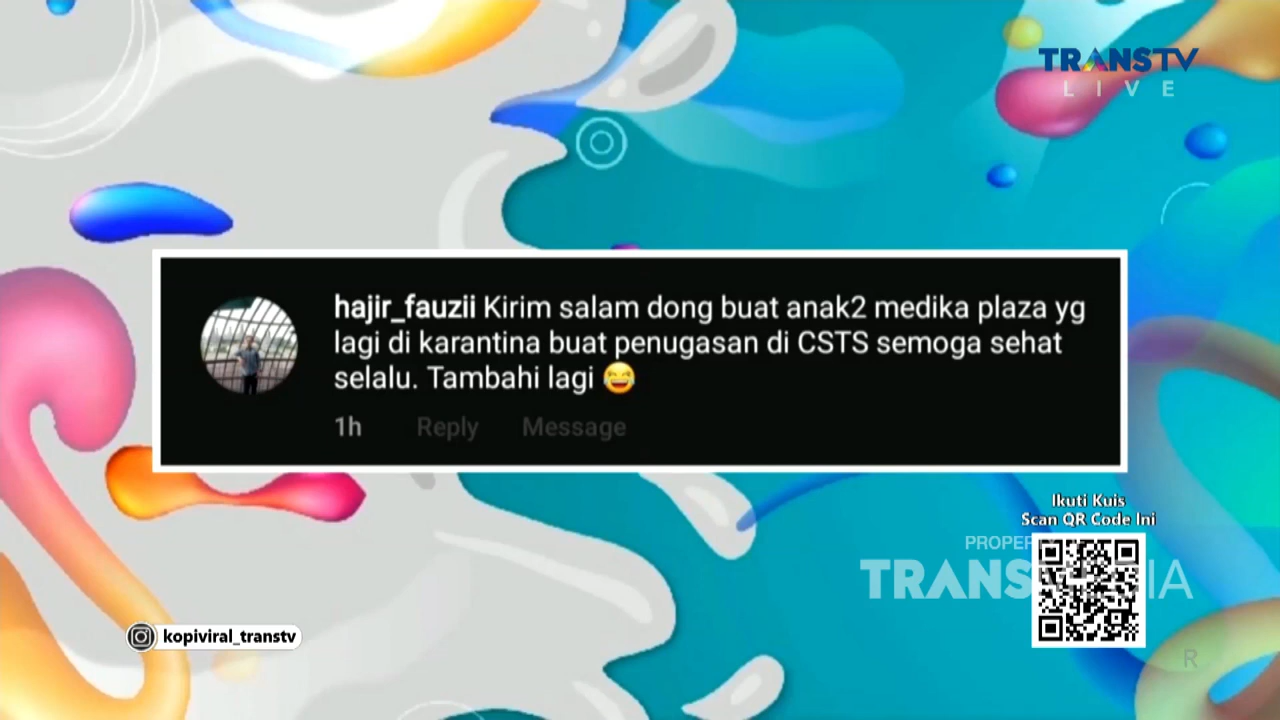 TRANSTV
LIVE
hajir_fauzii Kirim salam dong buat anak2 medika plaza yg
lagi di karantina buat penugasan di CSTS semoga sehat
selalu. Tambahi lagi 😂
1h Reply Message
Ikuti Kuis
Scan QR Code Ini
kopiviral_transtv
R